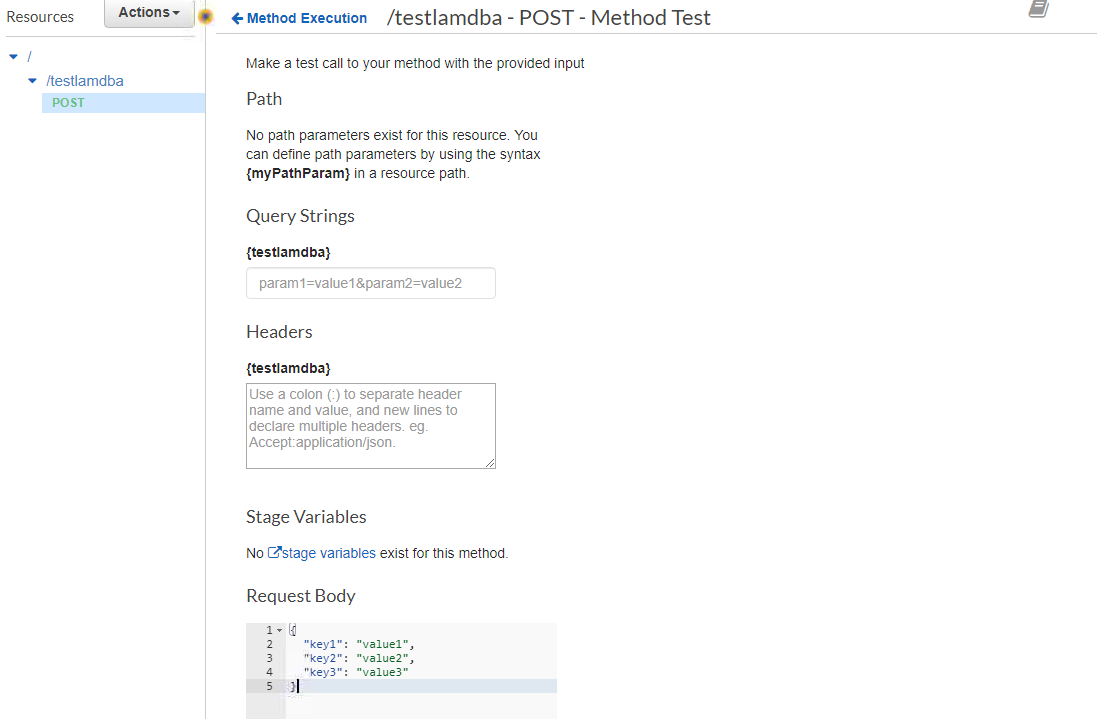 Resources
Actions
Method Execution
/testlamdba - POST - Method Test
/
/testlamdba
POST
Make a test call to your method with the provided input
Path
No path parameters exist for this resource. You
can define path parameters by using the syntax
{myPathParam} in a resource path.
Query Strings
{testlamdba}
param1=value1&param2=value2
Headers
{testlamdba}
Use a colon (:) to separate header
name and value, and new lines to
declare multiple headers. eg.
Accept:application/json.
Stage Variables
No stage variables exist for this method.
Request Body
1 {
2 "key1": "value1",
3 "key2": "value2",
4 "key3": "value3"
5 }